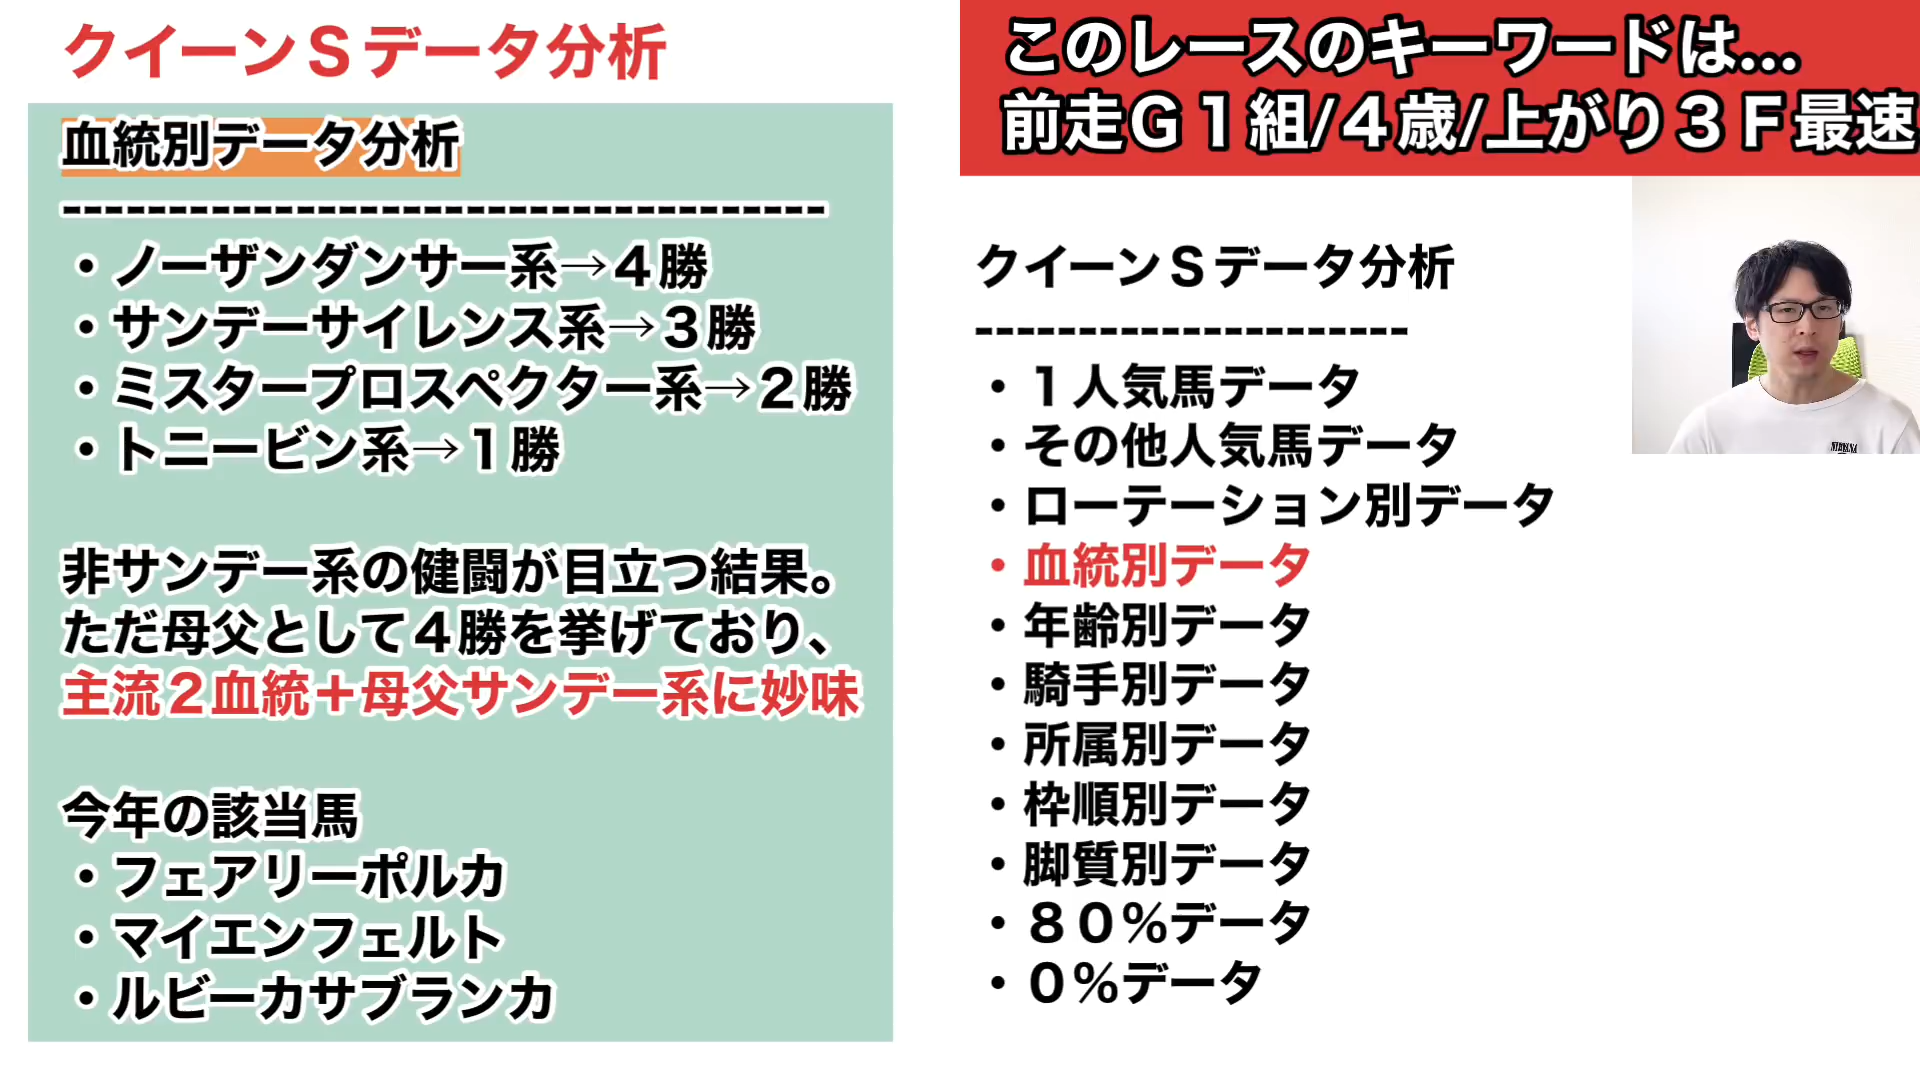 クイーンＳデータ分析
血統別データ分析
--------------------------------------
・ノーザンダンサー系→４勝
・サンデーサイレンス系→３勝
・ミスタープロスペクター系→２勝
・トニービン系→１勝
非サンデー系の健闘が目立つ結果。
ただ母父として４勝を挙げており、
主流２血統＋母父サンデー系に妙味
今年の該当馬
・フェアリーポルカ
・マイエンフェルト
・ルビーカサブランカ
このレースのキーワードは...
前走Ｇ１組/４歳/上がり３Ｆ最速
クイーンＳデータ分析
---------------------
・１人気馬データ
・その他人気馬データ
・ローテーション別データ
・血統別データ
・年齢別データ
・騎手別データ
・所属別データ
・枠順別データ
・脚質別データ
・８０％データ
・０％データ
NIRVANA